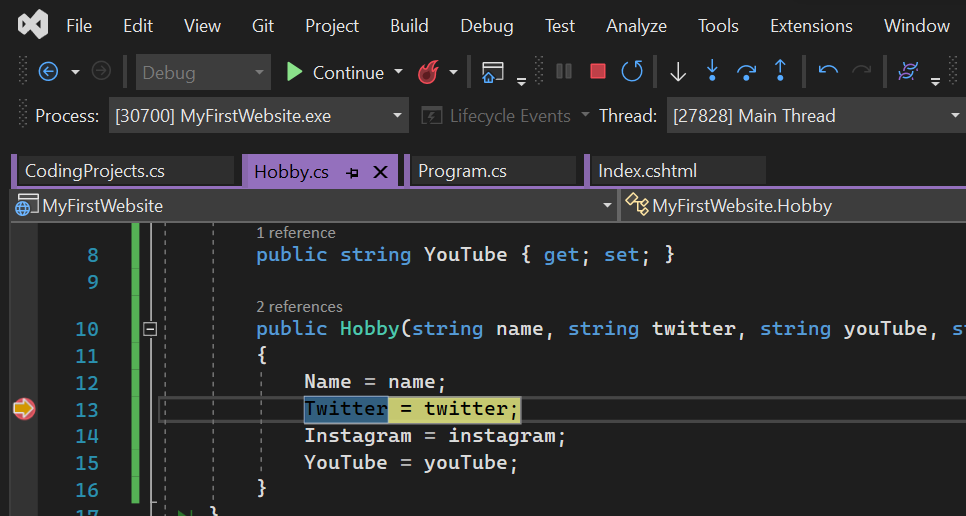 File Edit View Git Project Build Debug Test Analyze Tools Extensions Window
Debug Continue
Process: [30700] MyFirstWebsite.exe Lifecycle Events Thread: [27828] Main Thread
CodingProjects.cs Hobby.cs Program.cs Index.cshtml
MyFirstWebsite MyFirstWebsite.Hobby
1 reference
8 public string YouTube { get; set; }
9
2 references
10 public Hobby(string name, string twitter, string youTube, s
11 {
12 Name = name;
13 Twitter = twitter;
14 Instagram = instagram;
15 YouTube = youTube;
16 }
17 }